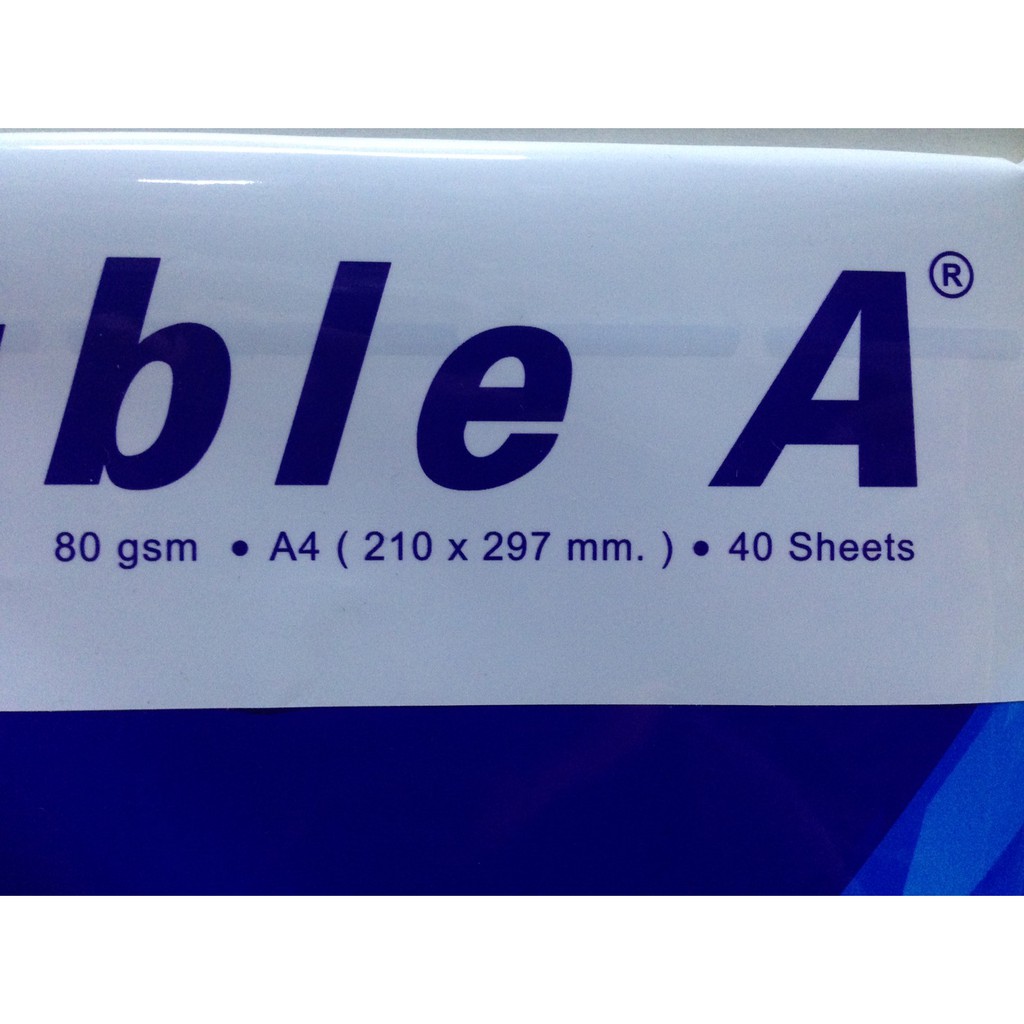 ble A®
80 gsm • A4 ( 210 x 297 mm. ) • 40 Sheets